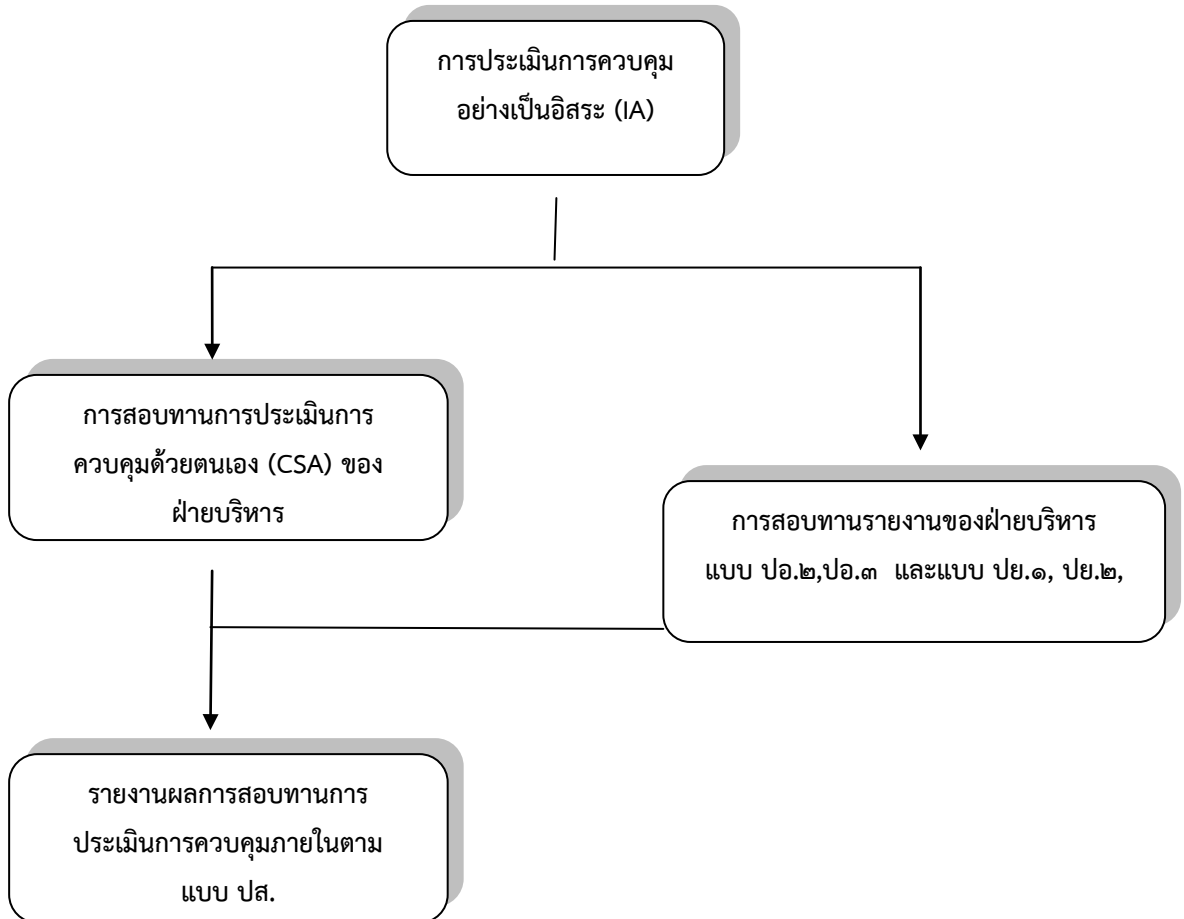 การประเมินการควบคุม
อย่างเป็นอิสระ (IA)
การสอบทานการประเมินการ
ควบคุมด้วยตนเอง (CSA) ของ
ฝ่ายบริหาร
การสอบทานรายงานของฝ่ายบริหาร
แบบ ปอ.๒,ปอ.๓ และแบบ ปย.๑, ปย.๒,
รายงานผลการสอบทานการ
ประเมินการควบคุมภายในตาม
แบบ ปส.